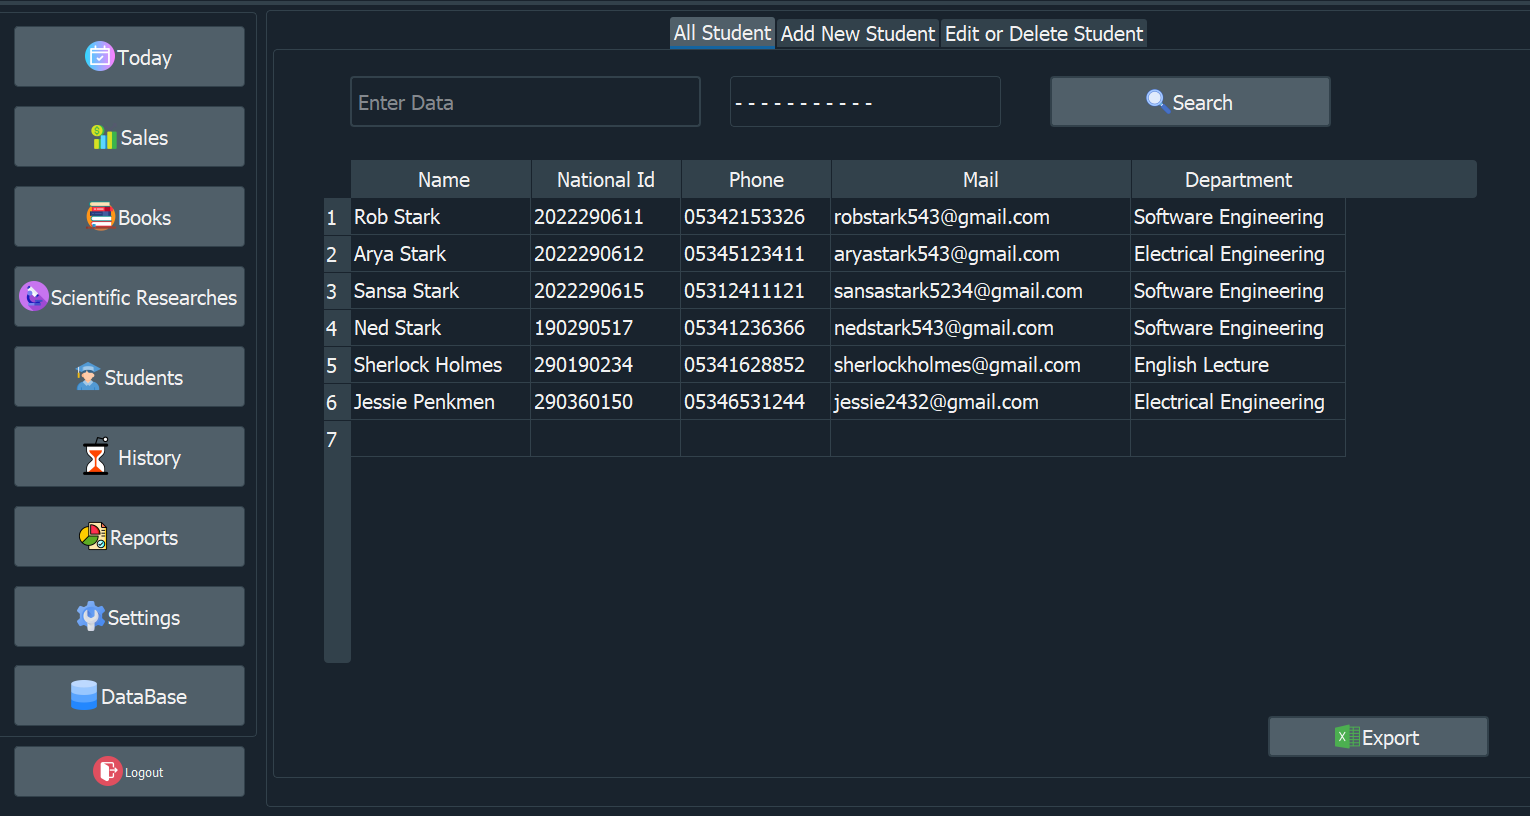 Today
Sales
Books
Scientific Researches
Students
History
Reports
Settings
DataBase
Logout
All Student Add New Student Edit or Delete Student
Enter Data - - - - - - - - - - - Search
Name National Id Phone Mail Department
1 Rob Stark 2022290611 05342153326 robstark543@gmail.com Software Engineering
2 Arya Stark 2022290612 05345123411 aryastark543@gmail.com Electrical Engineering
3 Sansa Stark 2022290615 05312411121 sansastark5234@gmail.com Software Engineering
4 Ned Stark 190290517 05341236366 nedstark543@gmail.com Software Engineering
5 Sherlock Holmes 290190234 05341628852 sherlockholmes@gmail.com English Lecture
6 Jessie Penkmen 290360150 05346531244 jessie2432@gmail.com Electrical Engineering
7
X Export